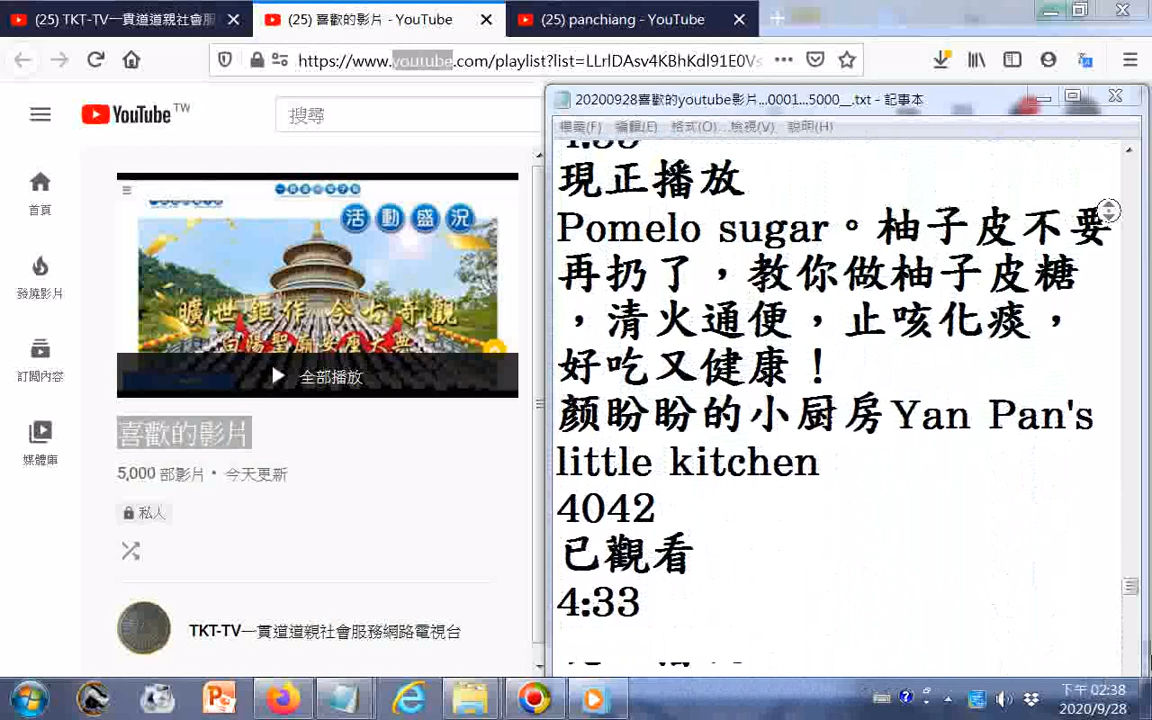 (25) TKT-TV一貫道道親社會服
(25) 喜歡的影片 - YouTube
(25) panchiang - YouTube
https://www.youtube.com/playlist?list=LLrlDAsv4KBhKdl91E0Vs
YouTube TW
搜尋
首頁
發燒影片
訂閱內容
媒體庫
活動盛況
曠世鉅作 今古奇觀
全部播放
喜歡的影片
5,000 部影片 • 今天更新
私人
TKT-TV一貫道道親社會服務網路電視台
20200928喜歡的youtube影片...0001...5000__.txt - 記事本
檔案(F) 編輯(E) 格式(O) 檢視(V) 說明(H)
4:33
現正播放
Pomelo sugar。柚子皮不要
再扔了，教你做柚子皮糖
，清火通便，止咳化痰，
好吃又健康！
顏盼盼的小厨房Yan Pan's
little kitchen
4042
已觀看
4:33
下午 02:38
2020/9/28